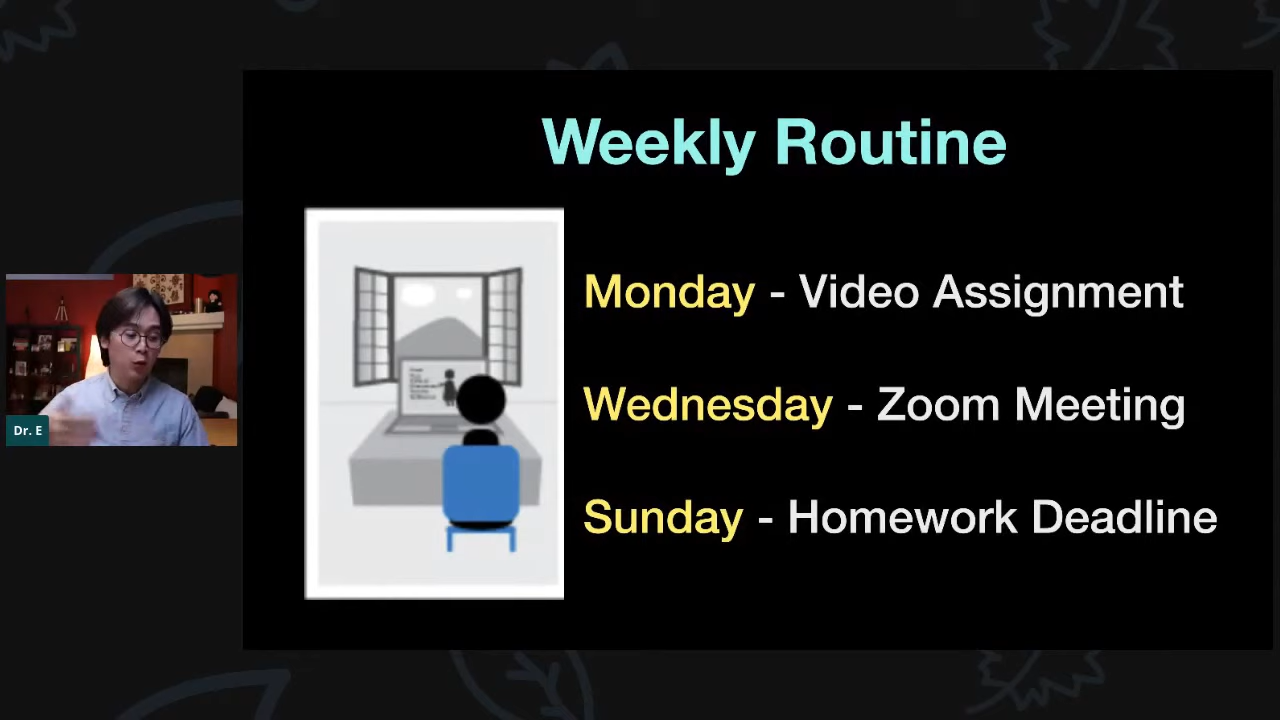 Weekly Routine
Monday - Video Assignment
Wednesday - Zoom Meeting
Sunday - Homework Deadline
Dr. E